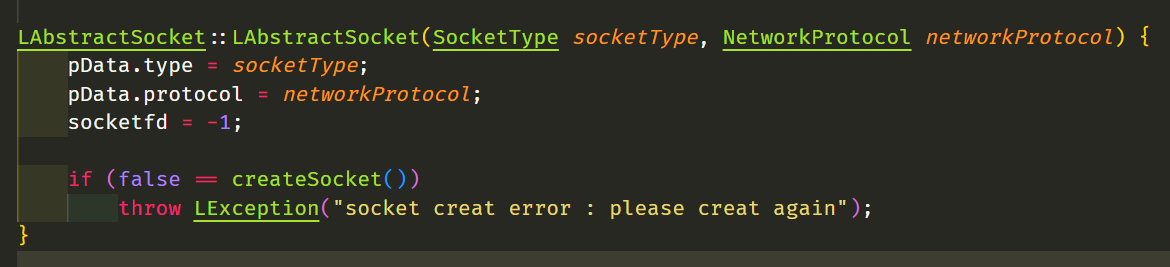 LAbstractSocket::LAbstractSocket(SocketType socketType, NetworkProtocol networkProtocol) {
pData.type = socketType;
pData.protocol = networkProtocol;
socketfd = -1;
if (false == createSocket())
throw LException("socket creat error : please creat again");
}